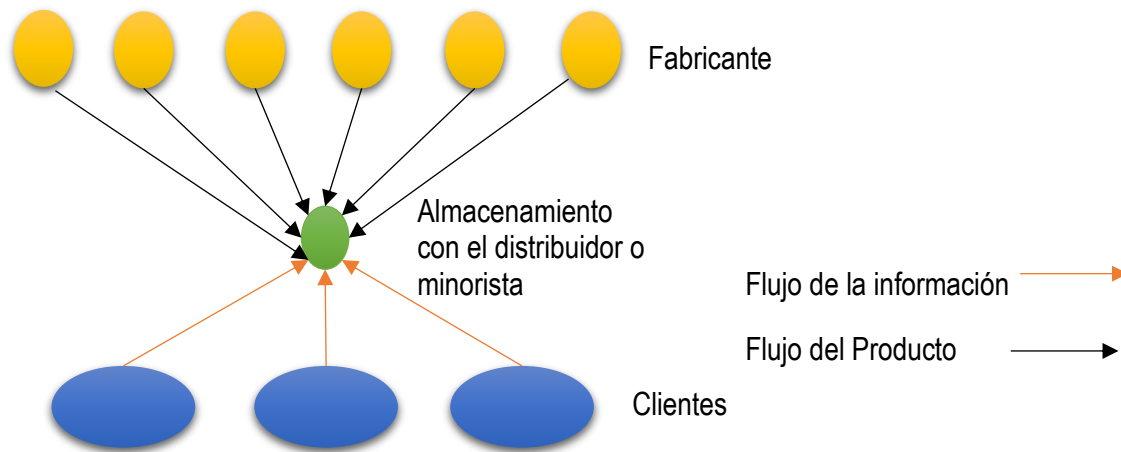 Fabricante
Almacenamiento
con el distribuidor o
minorista
Flujo de la información
Flujo del Producto
Clientes